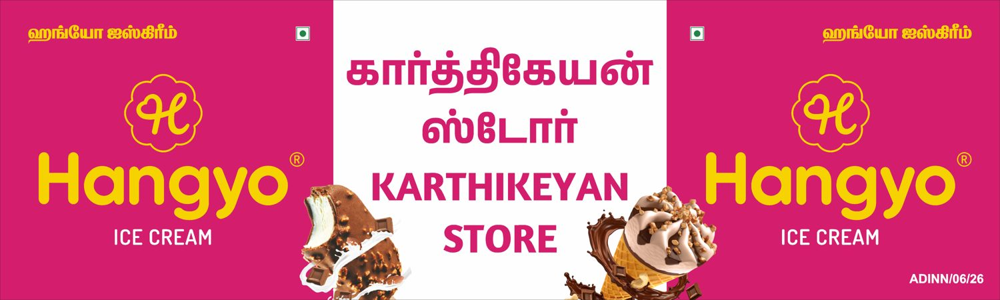 ஹங்யோ ஐஸ்கிரீம்
H
Hangyo®
ICE CREAM
கார்த்திகேயன்
ஸ்டோர்
KARTHIKEYAN
STORE
ஹங்யோ ஐஸ்கிரீம்
H
Hangyo®
ICE CREAM
ADINN/06/26